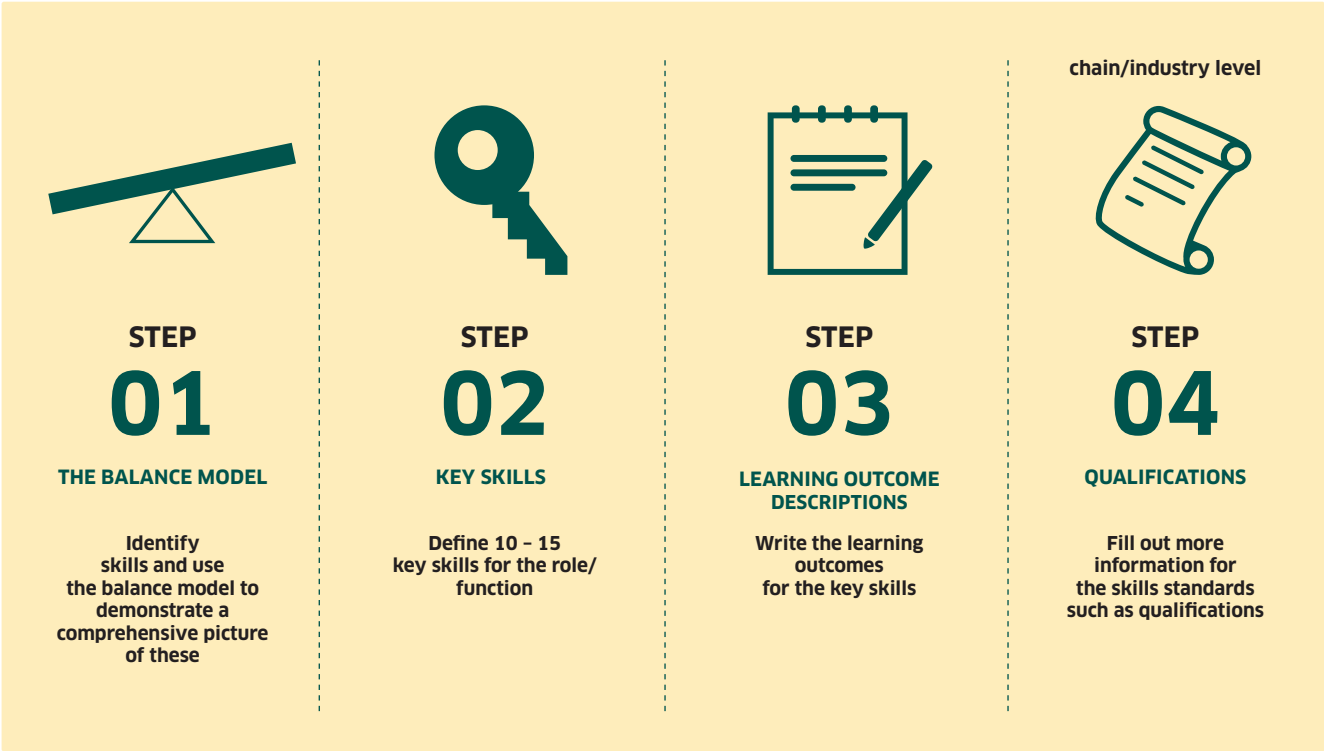 STEP
01
THE BALANCE MODEL
Identify
skills and use
the balance model to
demonstrate a
comprehensive picture
of these
STEP
02
KEY SKILLS
Define 10 – 15
key skills for the role/
function
STEP
03
LEARNING OUTCOME
DESCRIPTIONS
Write the learning
outcomes
for the key skills
chain/industry level
STEP
04
QUALIFICATIONS
Fill out more
information for
the skills standards
such as qualifications